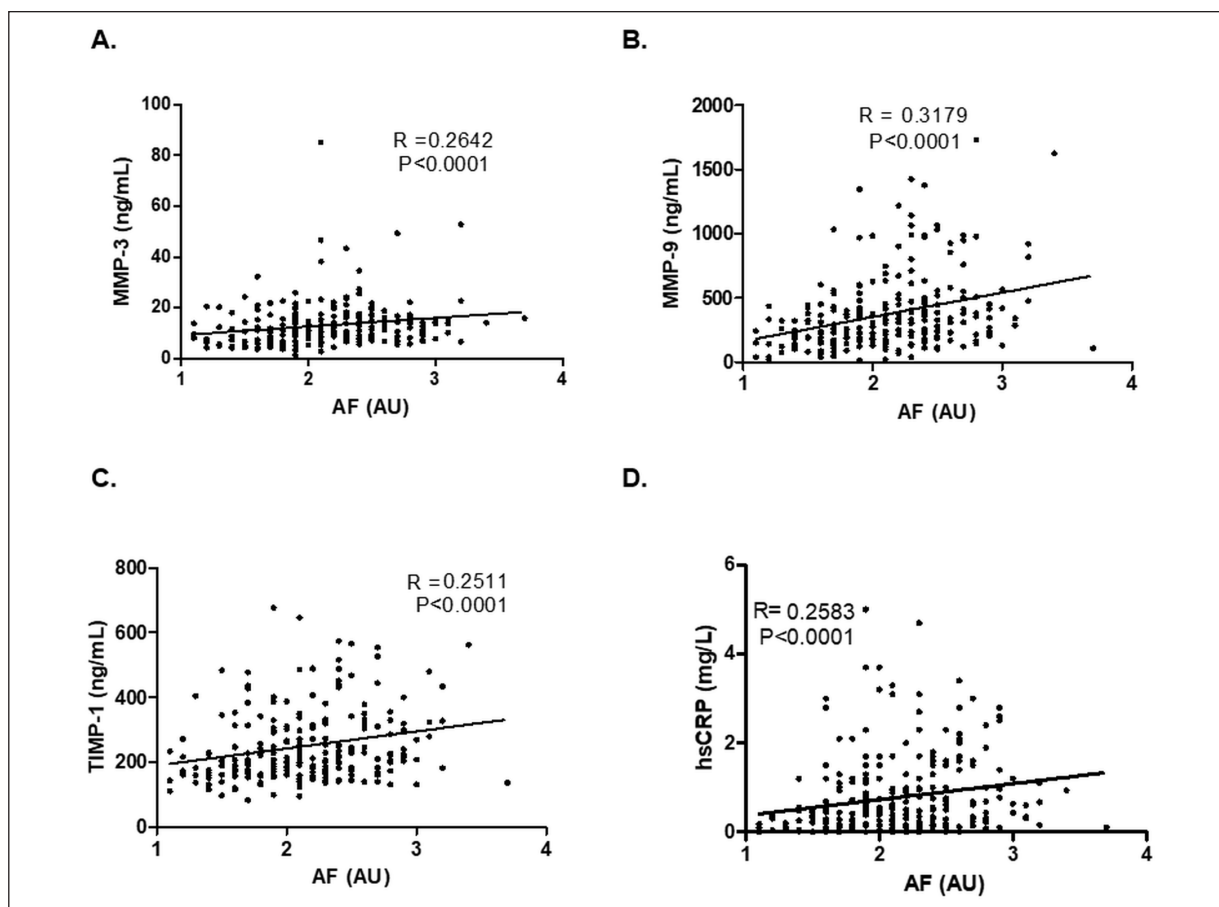 A.
100
80
60
40
20
0
MMP-3 (ng/mL)
R =0.2642
P<0.0001
1 2 3 4
AF (AU)
B.
2000
1500
1000
500
0
MMP-9 (ng/mL)
R = 0.3179
P<0.0001
1 2 3 4
AF (AU)
C.
800
600
400
200
0
TIMP-1 (ng/mL)
R =0.2511
P<0.0001
1 2 3 4
AF (AU)
D.
6
4
2
0
hsCRP (mg/L)
R= 0.2583
P<0.0001
1 2 3 4
AF (AU)